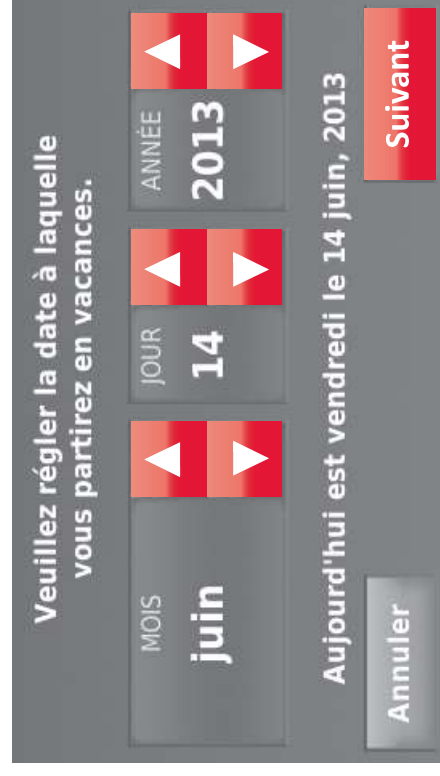 Veuillez régler la date à laquelle
vous partirez en vacances.
MOIS
juin
JOUR
14
ANNÉE
2013
Aujourd'hui est vendredi le 14 juin, 2013
Annuler
Suivant